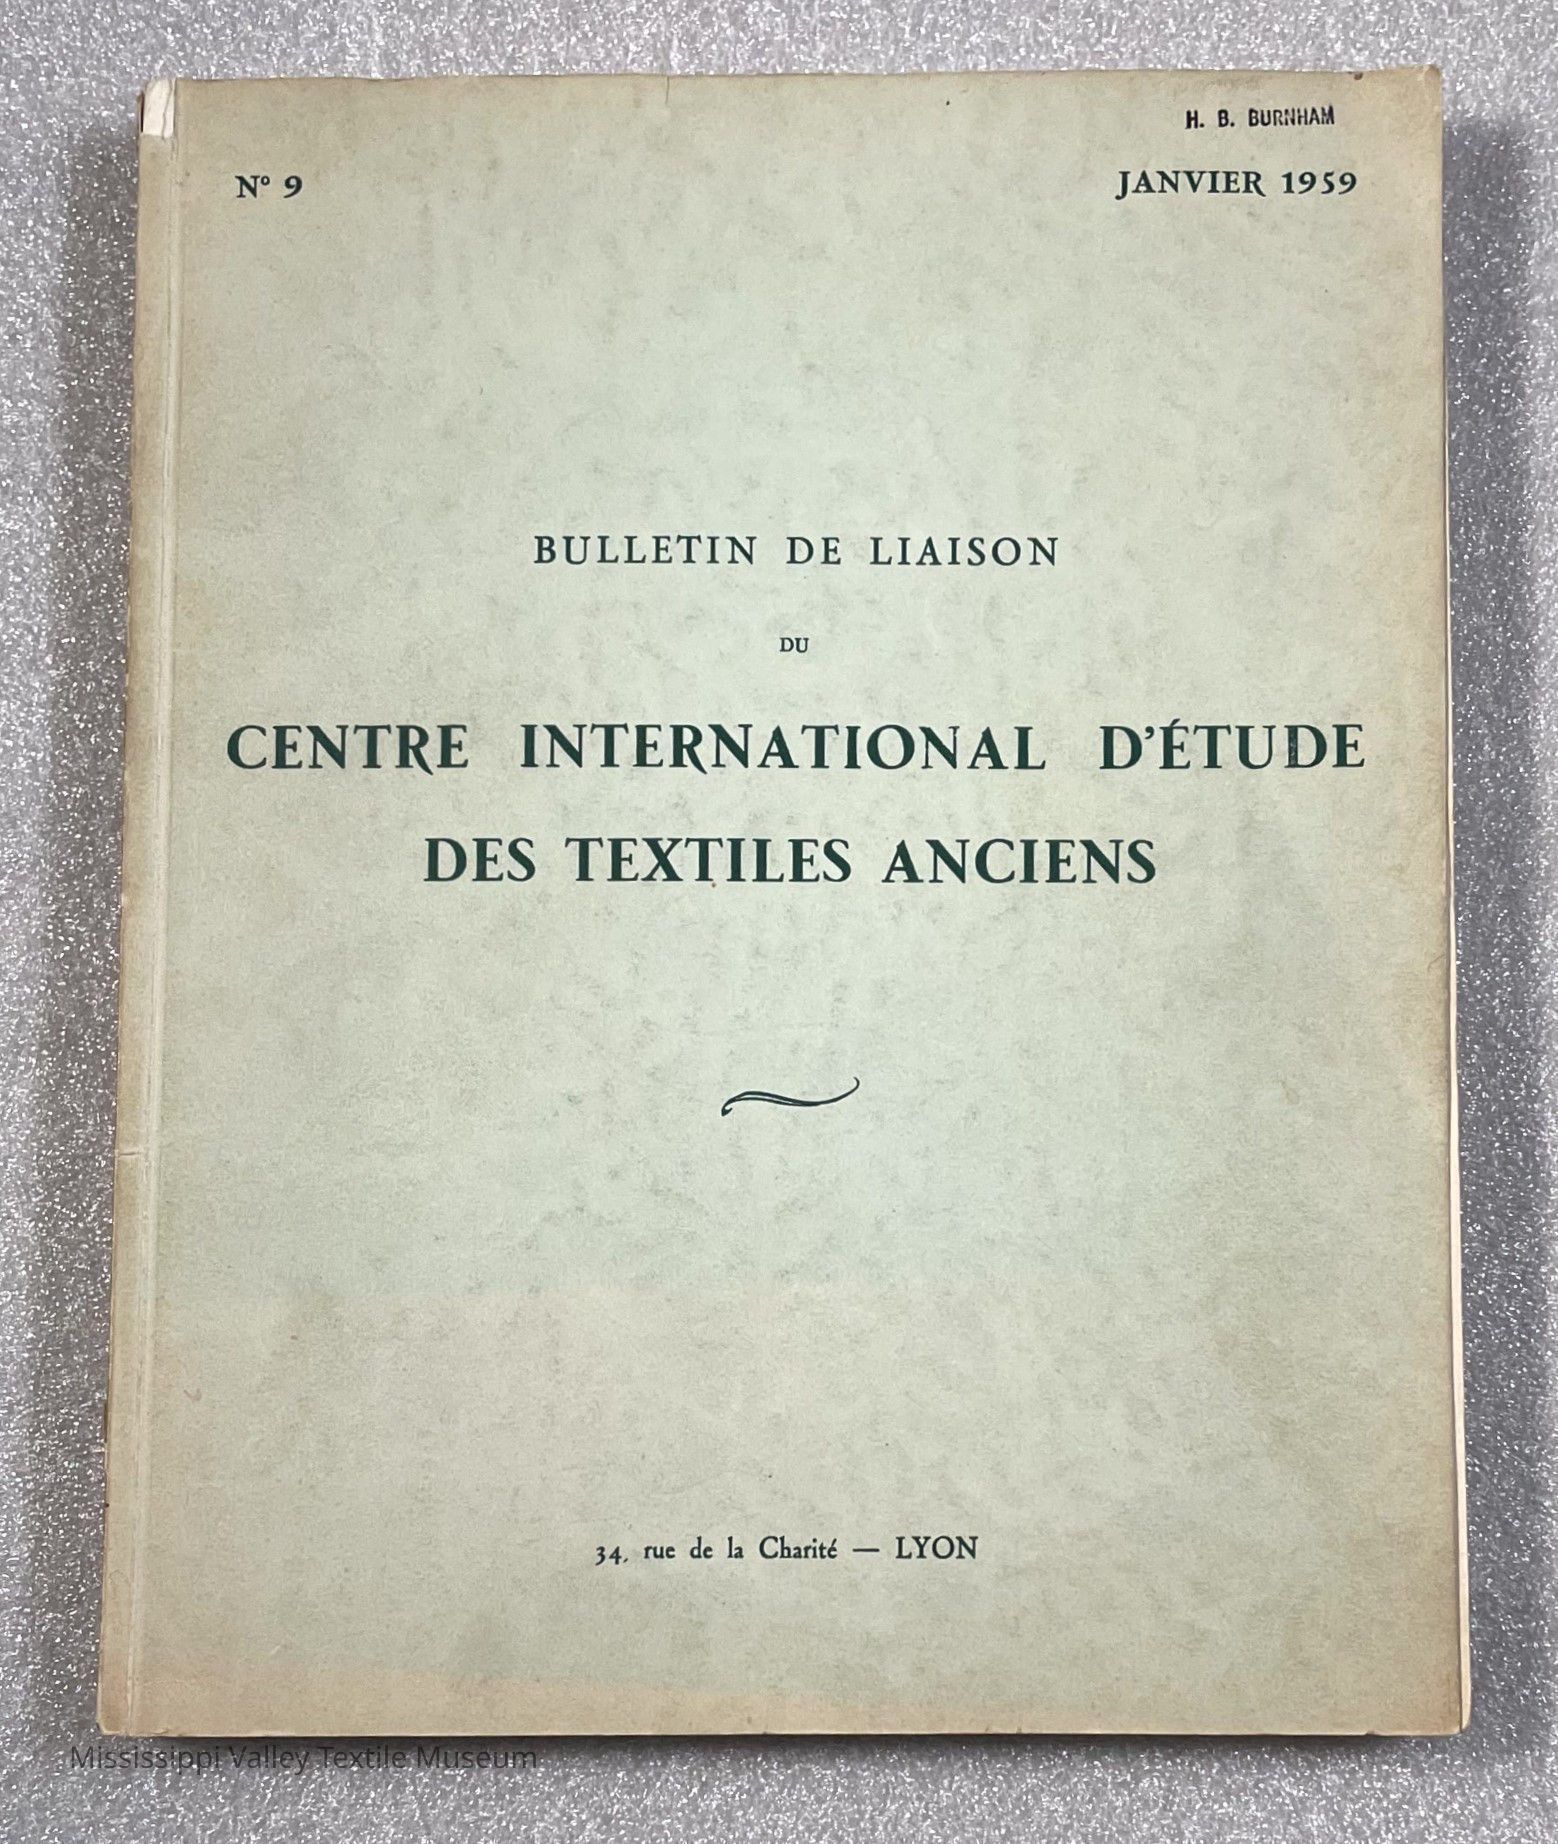 H. B. BURNHAM
Nº 9
JANVIER 1959
BULLETIN DE LIAISON
DU
CENTRE INTERNATIONAL D'ÉTUDE
DES TEXTILES ANCIENS
34, rue de la Charité — LYON
Mississippi Valley Textile Museum